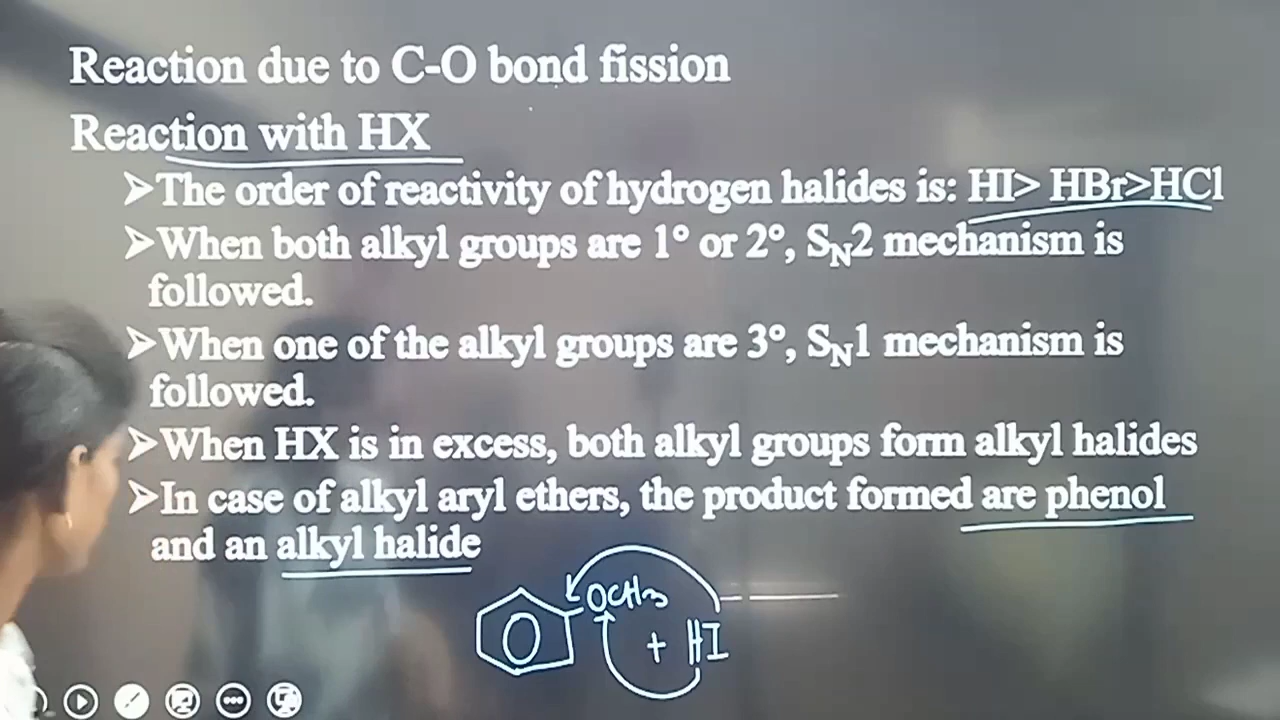 Reaction due to C-O bond fission
Reaction with HX
➢The order of reactivity of hydrogen halides is: HI> HBr>HCl
➢When both alkyl groups are 1° or 2°, SN2 mechanism is
followed.
➢When one of the alkyl groups are 3°, SN1 mechanism is
followed.
➢When HX is in excess, both alkyl groups form alkyl halides
➢In case of alkyl aryl ethers, the product formed are phenol
and an alkyl halide
OCH3
+ HI